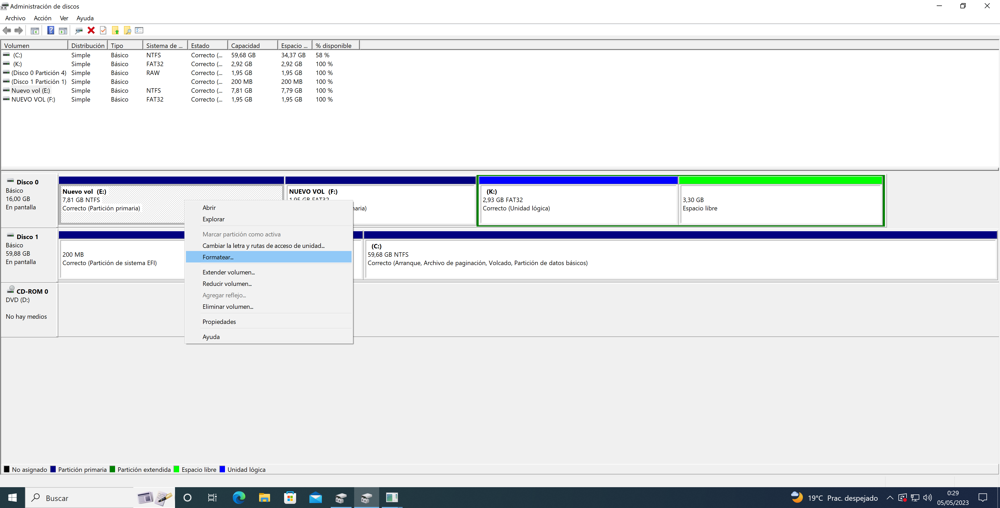 Administración de discos
Archivo Acción Ver Ayuda
Volumen Distribución Tipo Sistema de ... Estado Capacidad Espacio ... % disponible
(C:) Simple Básico NTFS Correcto (... 59,68 GB 34,37 GB 58 %
(K:) Simple Básico FAT32 Correcto (... 2,92 GB 2,92 GB 100 %
(Disco 0 Partición 4) Simple Básico RAW Correcto (... 1,95 GB 1,95 GB 100 %
(Disco 1 Partición 1) Simple Básico Correcto (... 200 MB 200 MB 100 %
Nuevo vol (E:) Simple Básico NTFS Correcto (... 7,81 GB 7,79 GB 100 %
NUEVO VOL (F:) Simple Básico FAT32 Correcto (... 1,95 GB 1,95 GB 100 %
Disco 0
Básico
16,00 GB
En pantalla
Nuevo vol (E:)
7,81 GB NTFS
Correcto (Partición primaria)
NUEVO VOL (F:)
1,95 GB FAT32
naria)
(K:)
2,93 GB FAT32
Correcto (Unidad lógica)
3,30 GB
Espacio libre
Abrir
Explorar
Marcar partición como activa
Cambiar la letra y rutas de acceso de unidad...
Formatear...
Extender volumen...
Reducir volumen...
Agregar reflejo...
Eliminar volumen...
Propiedades
Ayuda
Disco 1
Básico
59,88 GB
En pantalla
200 MB
Correcto (Partición de sistema EFI)
(C:)
59,68 GB NTFS
Correcto (Arranque, Archivo de paginación, Volcado, Partición de datos básicos)
CD-ROM 0
DVD (D:)
No hay medios
No asignado Partición primaria Partición extendida Espacio libre Unidad lógica
Buscar
19°C Prac. despejado
0:29
05/05/2023